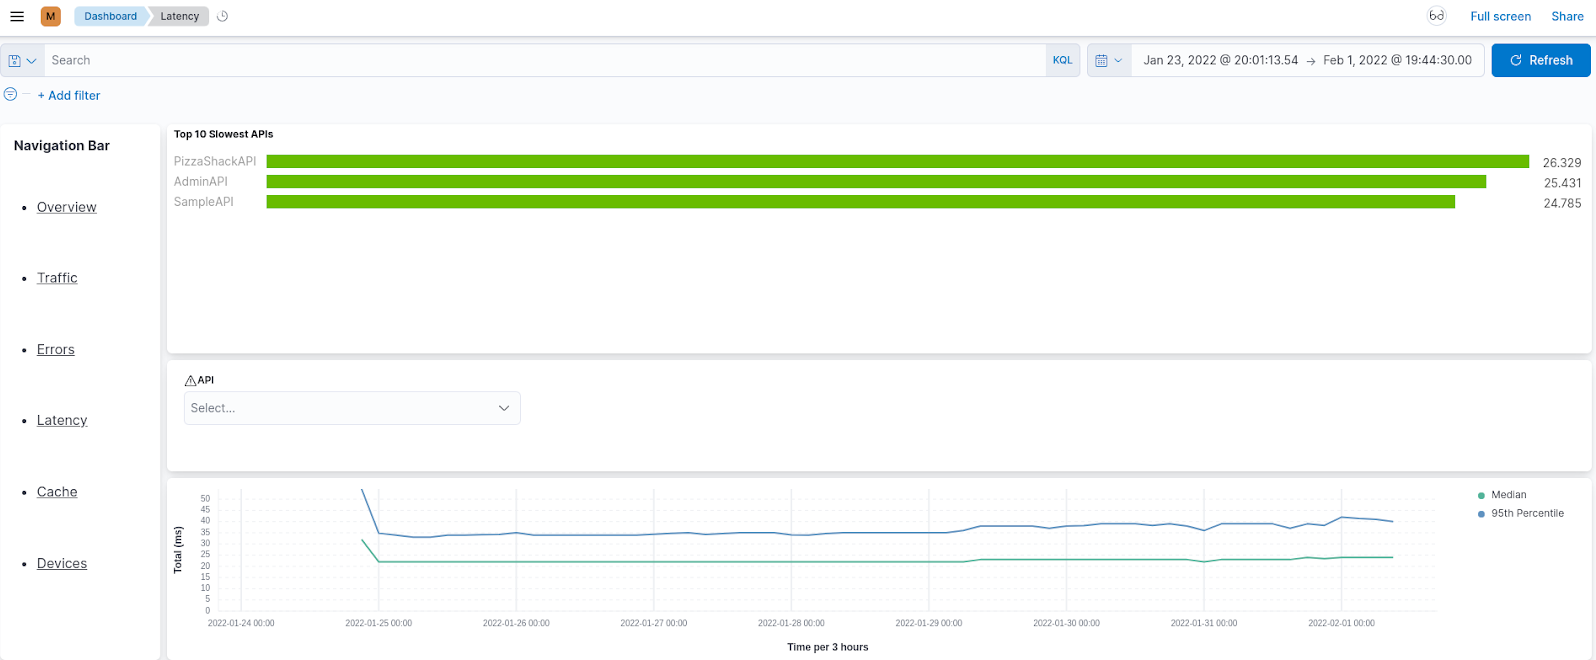 M Dashboard Latency Full screen Share
Search KQL Jan 23, 2022 @ 20:01:13.54 → Feb 1, 2022 @ 19:44:30.00 Refresh
+ Add filter
Navigation Bar
Overview
Traffic
Errors
Latency
Cache
Devices
Top 10 Slowest APIs
PizzaShackAPI 26.329
AdminAPI 25.431
SampleAPI 24.785
API
Select...
Total (ms)
50
45
40
35
30
25
20
15
10
5
0
2022-01-24 00:00 2022-01-25 00:00 2022-01-26 00:00 2022-01-27 00:00 2022-01-28 00:00 2022-01-29 00:00 2022-01-30 00:00 2022-01-31 00:00 2022-02-01 00:00
Time per 3 hours
Median
95th Percentile